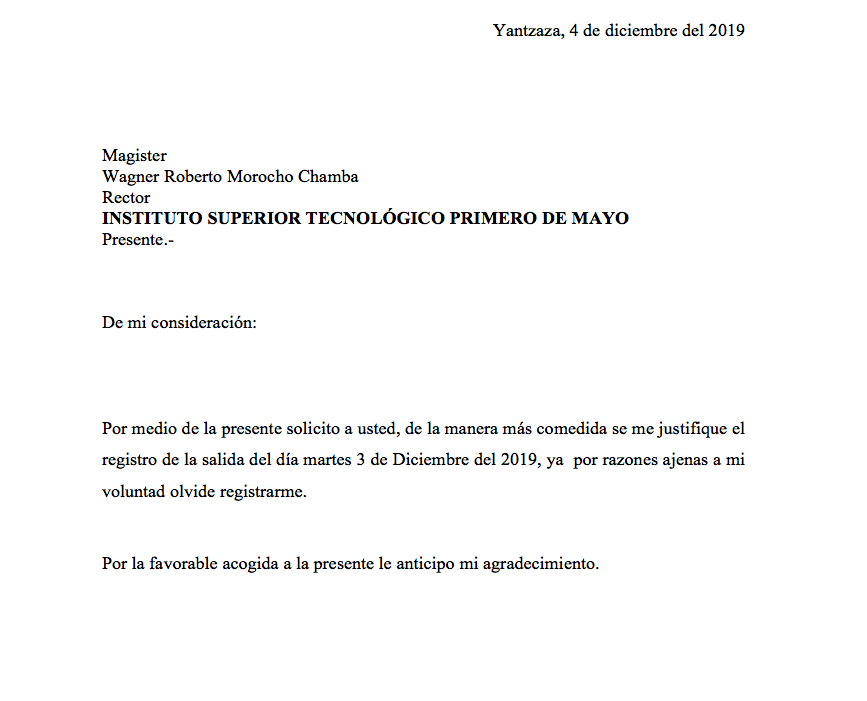 Yantzaza, 4 de diciembre del 2019
Magister
Wagner Roberto Morocho Chamba
Rector
INSTITUTO SUPERIOR TECNOLÓGICO PRIMERO DE MAYO
Presente.-
De mi consideración:
Por medio de la presente solicito a usted, de la manera más comedida se me justifique el
registro de la salida del día martes 3 de Diciembre del 2019, ya  por razones ajenas a mi
voluntad olvide registrarme.
Por la favorable acogida a la presente le anticipo mi agradecimiento.